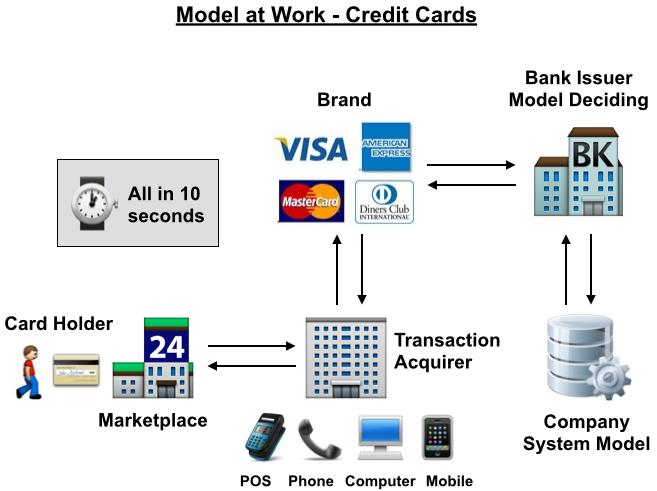 Model at Work - Credit Cards
Bank Issuer
Model Deciding
Brand
VISA
AMERICAN
EXPRESS
BK
MasterCard
Diners Club
INTERNATIONAL
All in 10
seconds
Card Holder
24
Transaction
Acquirer
Marketplace
Company
System Model
POS
Phone
Computer
Mobile